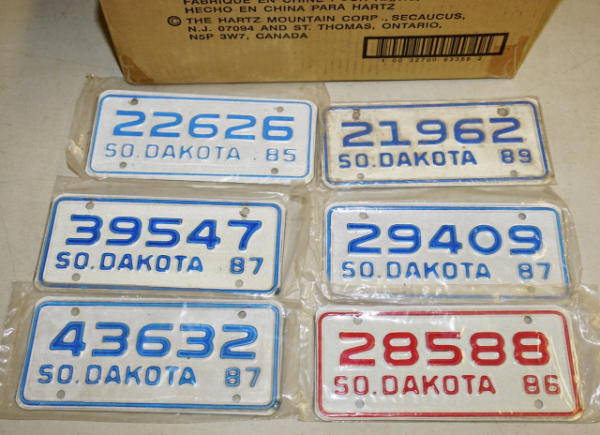 FABRIQUÉ EN CHINE POUR HARTZ
HECHO EN CHINA PARA HARTZ
© THE HARTZ MOUNTAIN CORP., SECAUCUS,
N.J. 07094 AND ST. THOMAS, ONTARIO,
N5P 3W7, CANADA
22626
SO.DAKOTA 85
21962
SO.DAKOTA 89
39547
SO.DAKOTA 87
29409
SO.DAKOTA 87
43632
SO.DAKOTA 87
28588
SO.DAKOTA 86